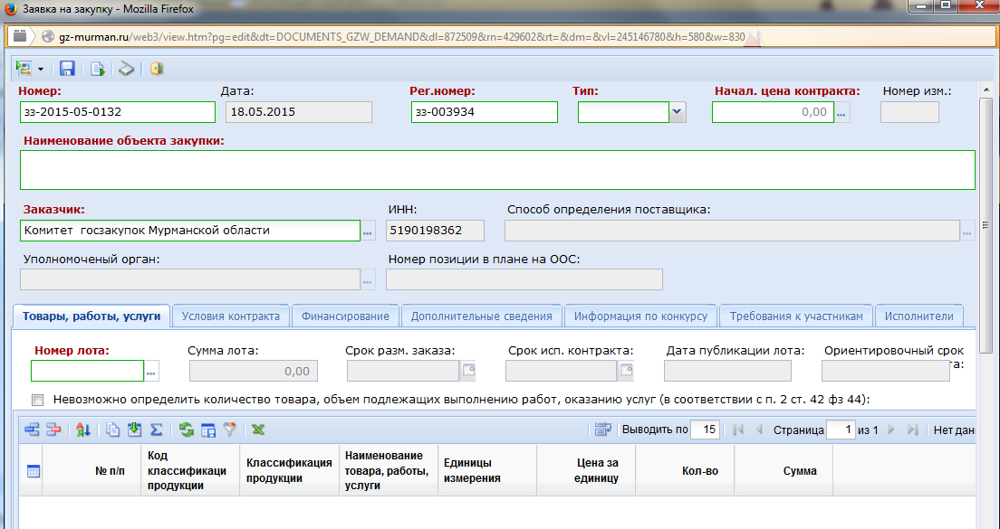 Заявка на закупку - Mozilla Firefox
gz-murman.ru/web3/view.htm?pg=edit&dt=DOCUMENTS_GZW_DEMAND&dl=872509&rn=429602&rt=&dm=&vl=245146780&h=580&w=830
Номер: Дата: Рег.номер: Тип: Начал. цена контракта: Номер изм.:
зз-2015-05-0132 18.05.2015 зз-003934 0,00 ...
Наименование объекта закупки:
Заказчик: ИНН: Способ определения поставщика:
Комитет госзакупок Мурманской области ... 5190198362 ...
Уполномоченый орган: Номер позиции в плане на ООС:
...
Товары, работы, услуги Условия контракта Финансирование Дополнительные сведения Информация по конкурсу Требования к участникам Исполнители
Номер лота: Сумма лота: Срок разм. заказа: Срок исп. контракта: Дата публикации лота: Ориентировочный срок
та:
... 0,00
Невозможно определить количество товара, объем подлежащих выполнению работ, оказанию услуг (в соответствии с п. 2 ст. 42 фз 44):
Выводить по 15 Страница 1 из 1 Нет дан
№ п/п Код классификаци продукции Классификация продукции Наименование товара, работы, услуги Единицы измерения Цена за единицу Кол-во Сумма